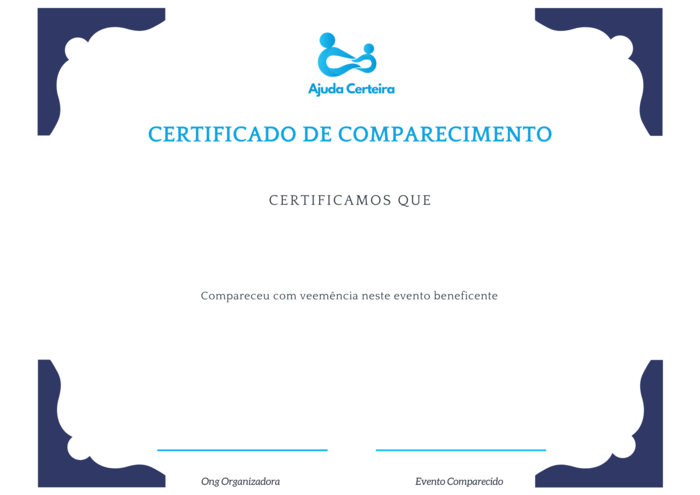 Ajuda Certeira
CERTIFICADO DE COMPARECIMENTO
CERTIFICAMOS QUE
Compareceu com veemência neste evento beneficente
Ong Organizadora
Evento Comparecido